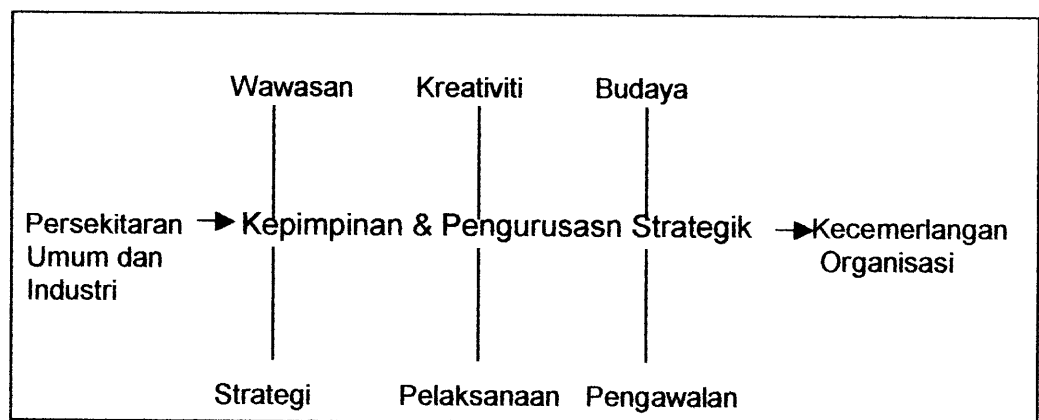 Wawasan Kreativiti Budaya
Persekitaran
Umum dan
Industri
Kepimpinan & Pengurusasn Strategik
Kecemerlangan
Organisasi
Strategi Pelaksanaan Pengawalan